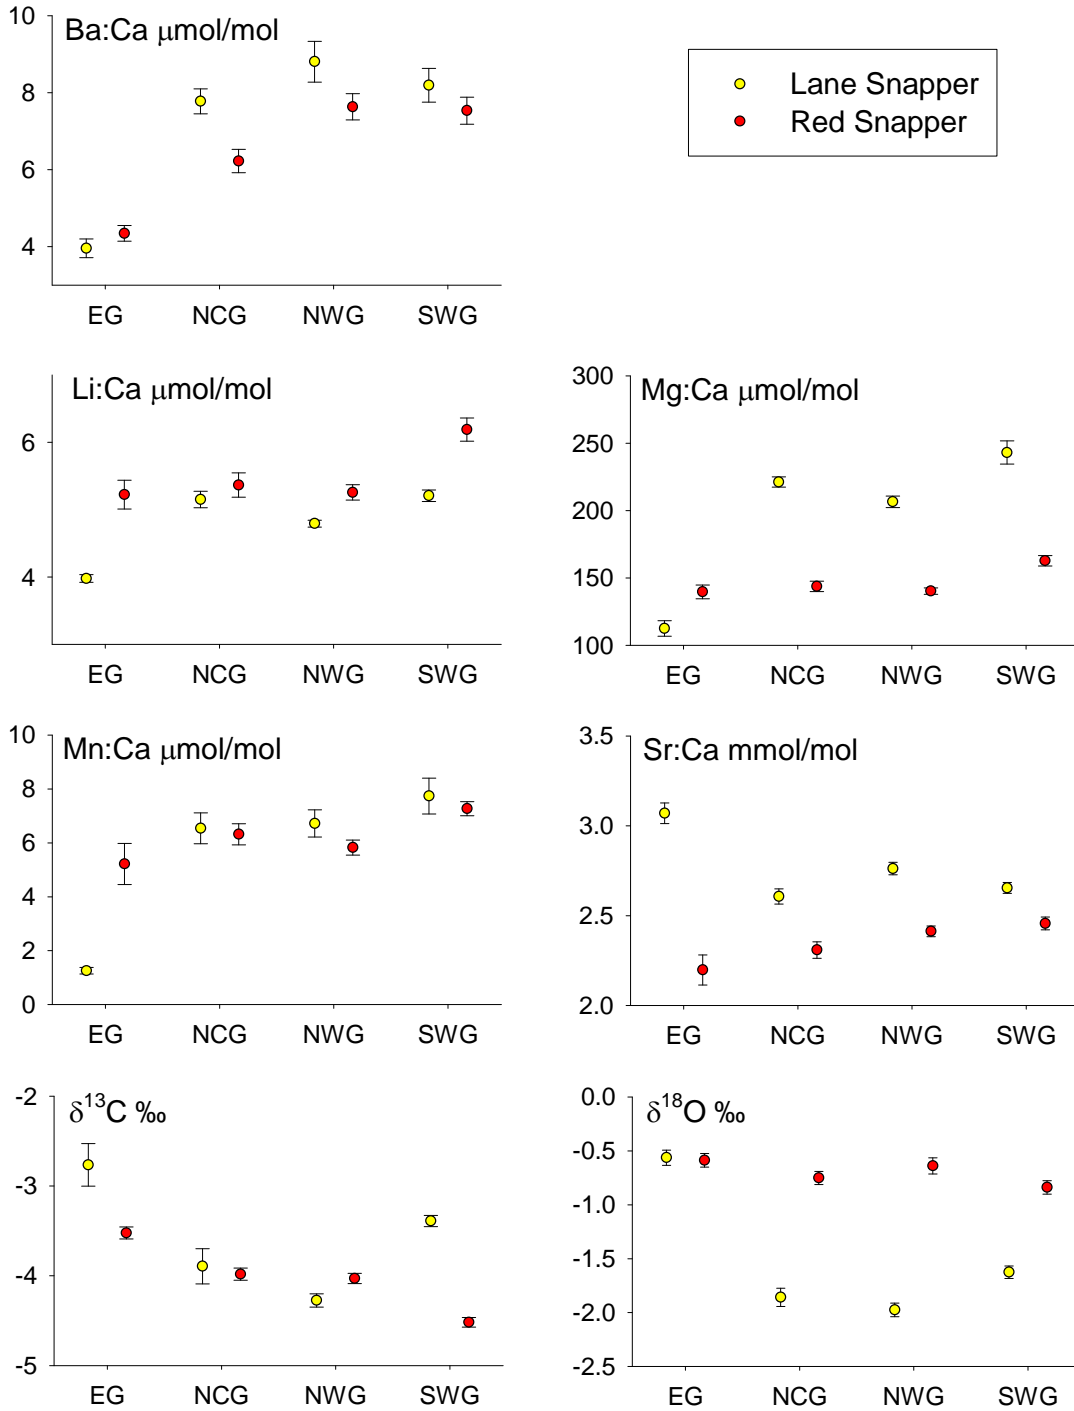 Ba:Ca μmol/mol
10
8
6
4
EG NCG NWG SWG
Lane Snapper
Red Snapper
Li:Ca μmol/mol
6
4
EG NCG NWG SWG
Mg:Ca μmol/mol
300
250
200
150
100
EG NCG NWG SWG
Mn:Ca μmol/mol
10
8
6
4
2
0
EG NCG NWG SWG
Sr:Ca mmol/mol
3.5
3.0
2.5
2.0
EG NCG NWG SWG
δ¹³C ‰
-2
-3
-4
-5
EG NCG NWG SWG
δ¹⁸O ‰
0.0
-0.5
-1.0
-1.5
-2.0
-2.5
EG NCG NWG SWG